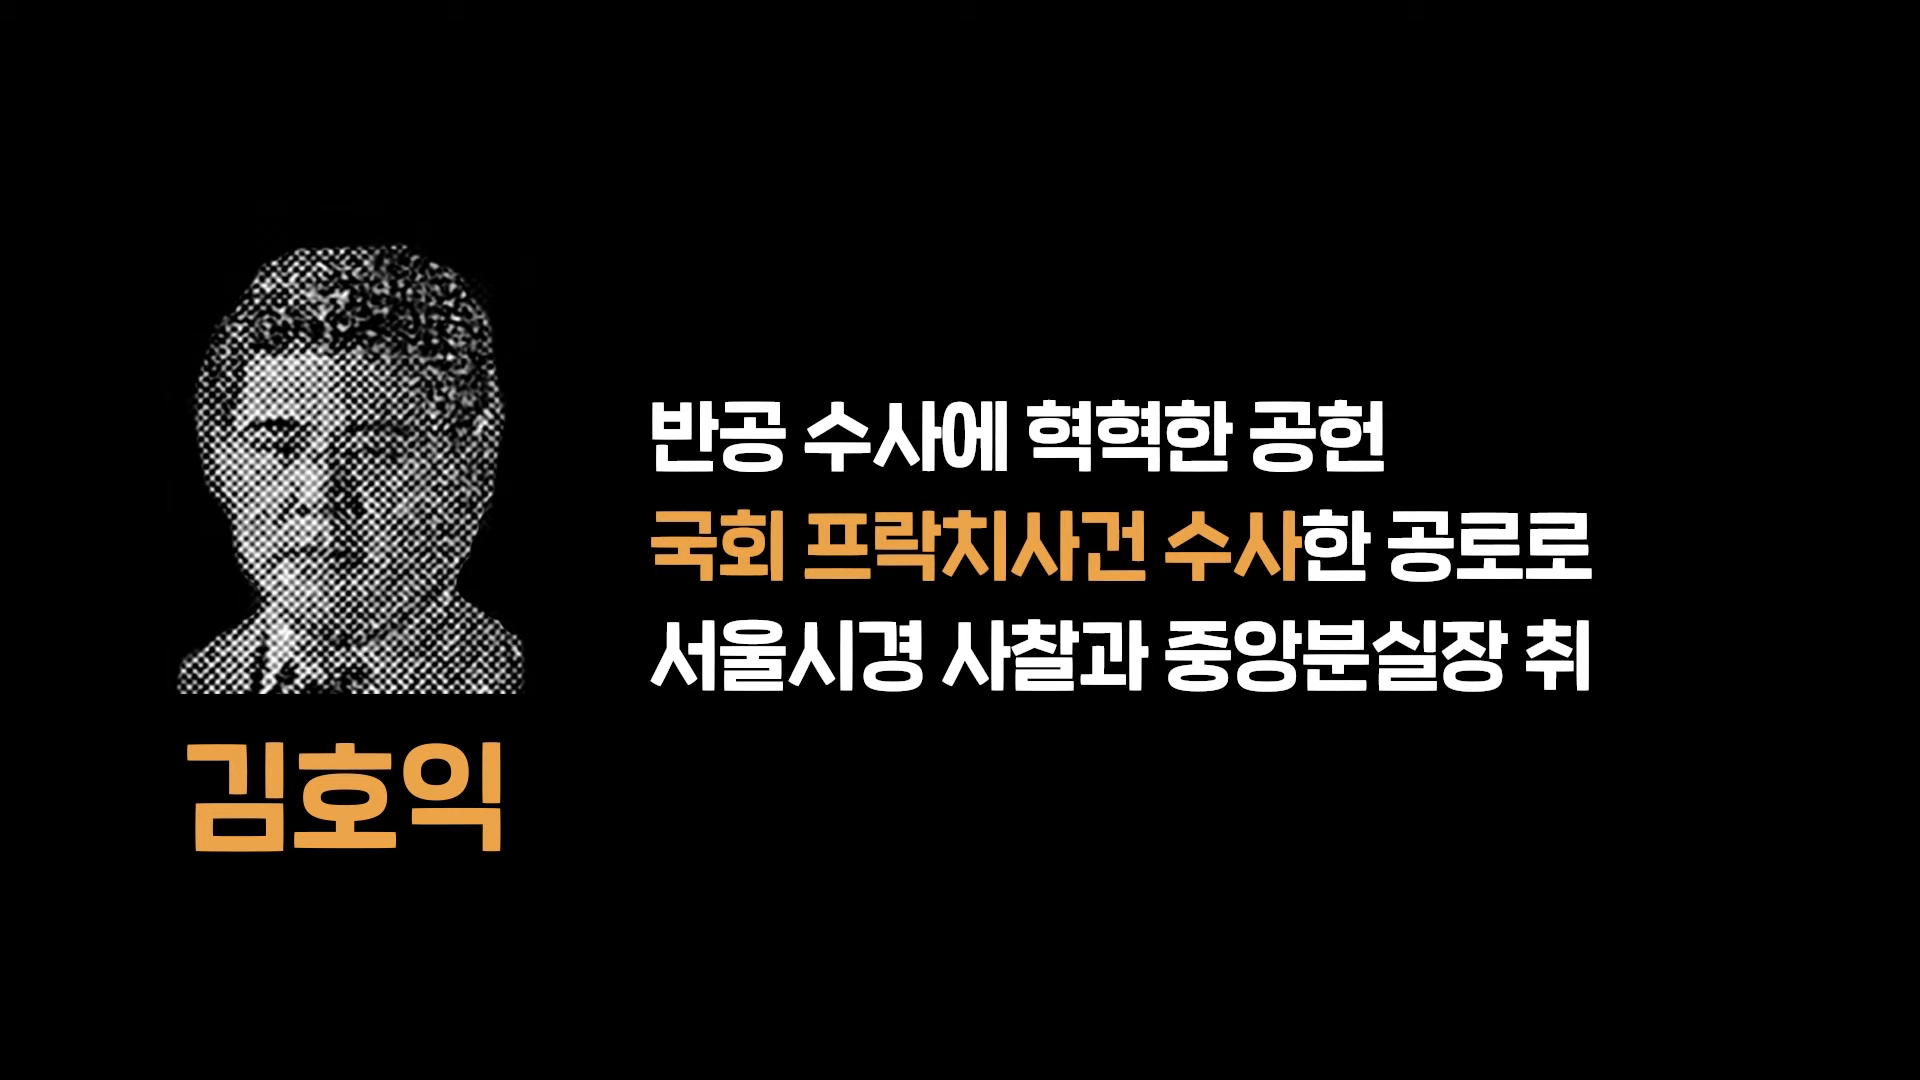 반공 수사에 혁혁한 공헌
국회 프락치사건 수사한 공로로
서울시경 사찰과 중앙분실장 취
김호익